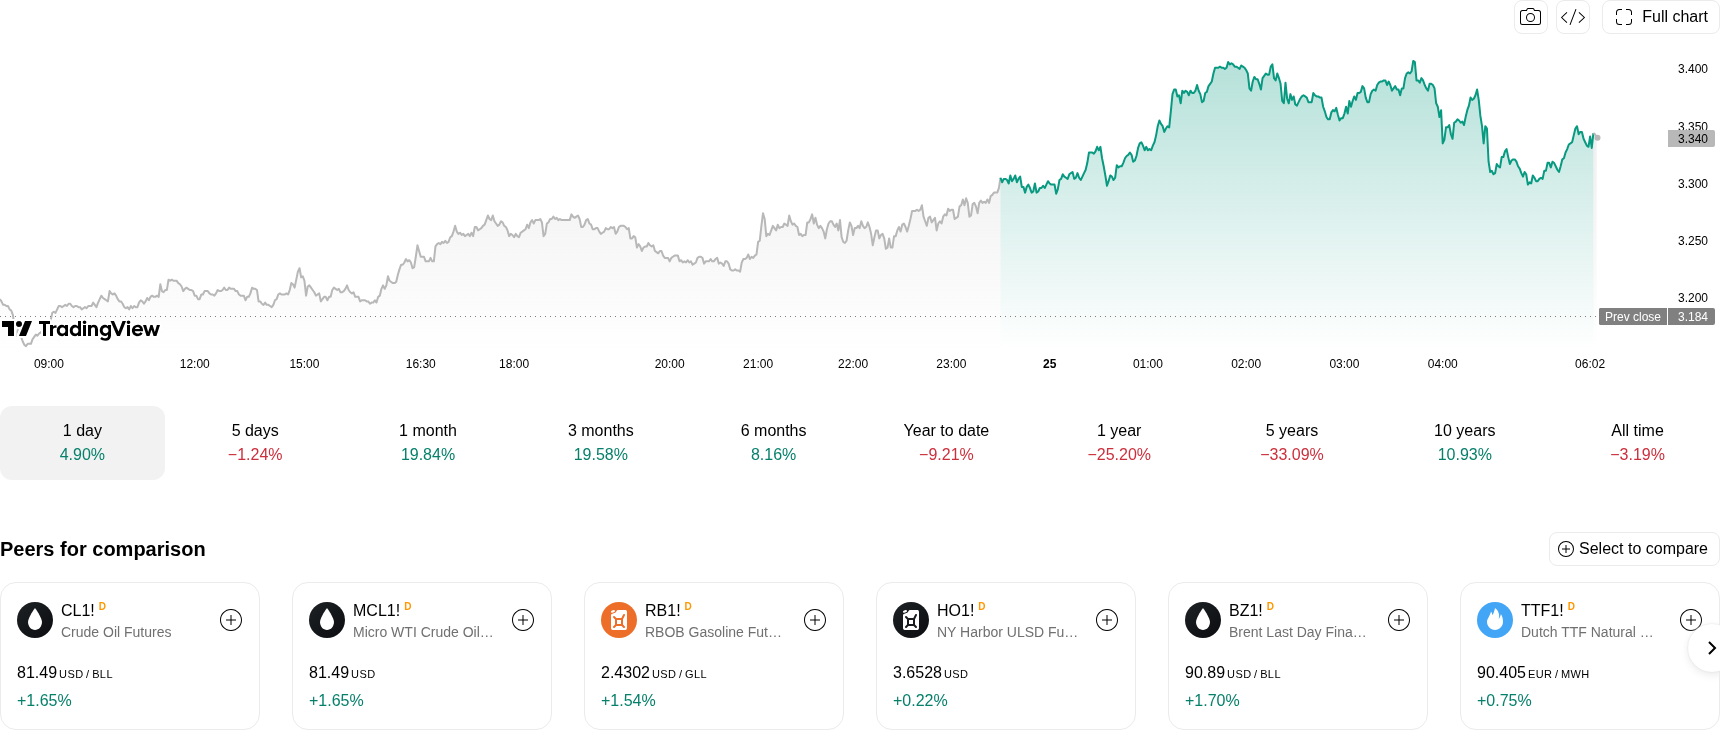 Full chart
3.400
3.350
3.340
3.300
3.250
3.200
Prev close 3.184
TradingView
09:00 12:00 15:00 16:30 18:00 20:00 21:00 22:00 23:00 25 01:00 02:00 03:00 04:00 06:02
1 day 5 days 1 month 3 months 6 months Year to date 1 year 5 years 10 years All time
4.90% −1.24% 19.84% 19.58% 8.16% −9.21% −25.20% −33.09% 10.93% −3.19%
Peers for comparison
Select to compare
CL1! D
Crude Oil Futures
81.49 USD / BLL
+1.65%
MCL1! D
Micro WTI Crude Oil…
81.49 USD
+1.65%
RB1! D
RBOB Gasoline Fut…
2.4302 USD / GLL
+1.54%
HO1! D
NY Harbor ULSD Fu…
3.6528 USD
+0.22%
BZ1! D
Brent Last Day Fina…
90.89 USD / BLL
+1.70%
TTF1! D
Dutch TTF Natural …
90.405 EUR / MWH
+0.75%